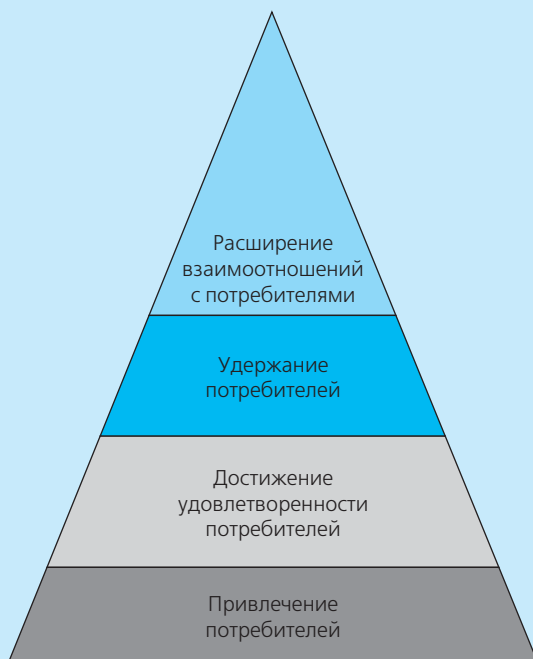 Расширение
взаимоотношений
с потребителями
Удержание
потребителей
Достижение
удовлетворенности
потребителей
Привлечение
потребителей